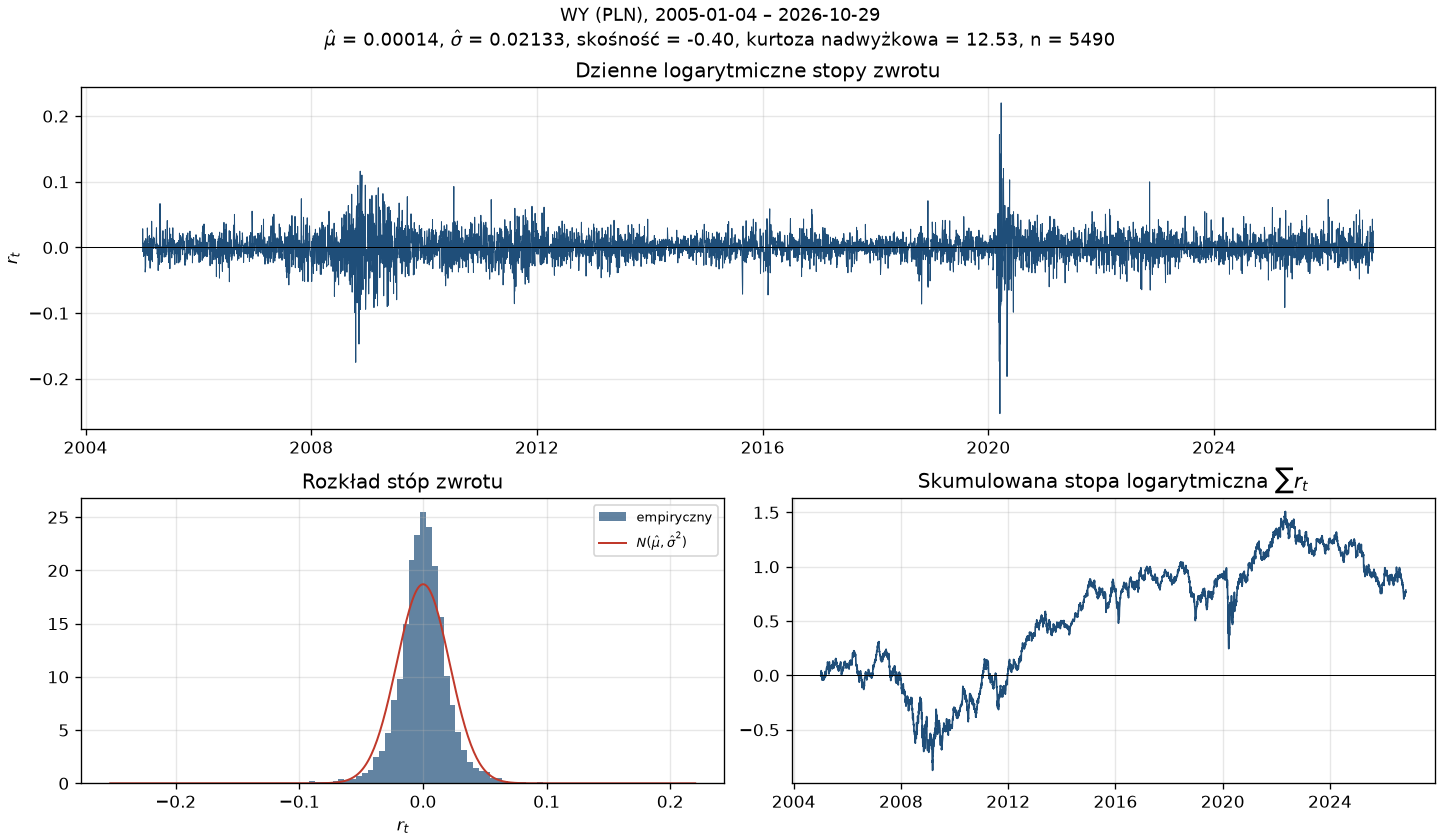 WY (PLN), 2005-01-04 – 2026-10-29
μ̂ = 0.00014, σ̂ = 0.02133, skośność = -0.40, kurtoza nadwyżkowa = 12.53, n = 5490
Dzienne logarytmiczne stopy zwrotu
r_t
0.2
0.1
0.0
−0.1
−0.2
2004 2008 2012 2016 2020 2024
Rozkład stóp zwrotu
25
20
15
10
5
0
empiryczny
N(μ̂, σ̂²)
−0.2 −0.1 0.0 0.1 0.2
r_t
Skumulowana stopa logarytmiczna ∑r_t
1.5
1.0
0.5
0.0
−0.5
2004 2008 2012 2016 2020 2024